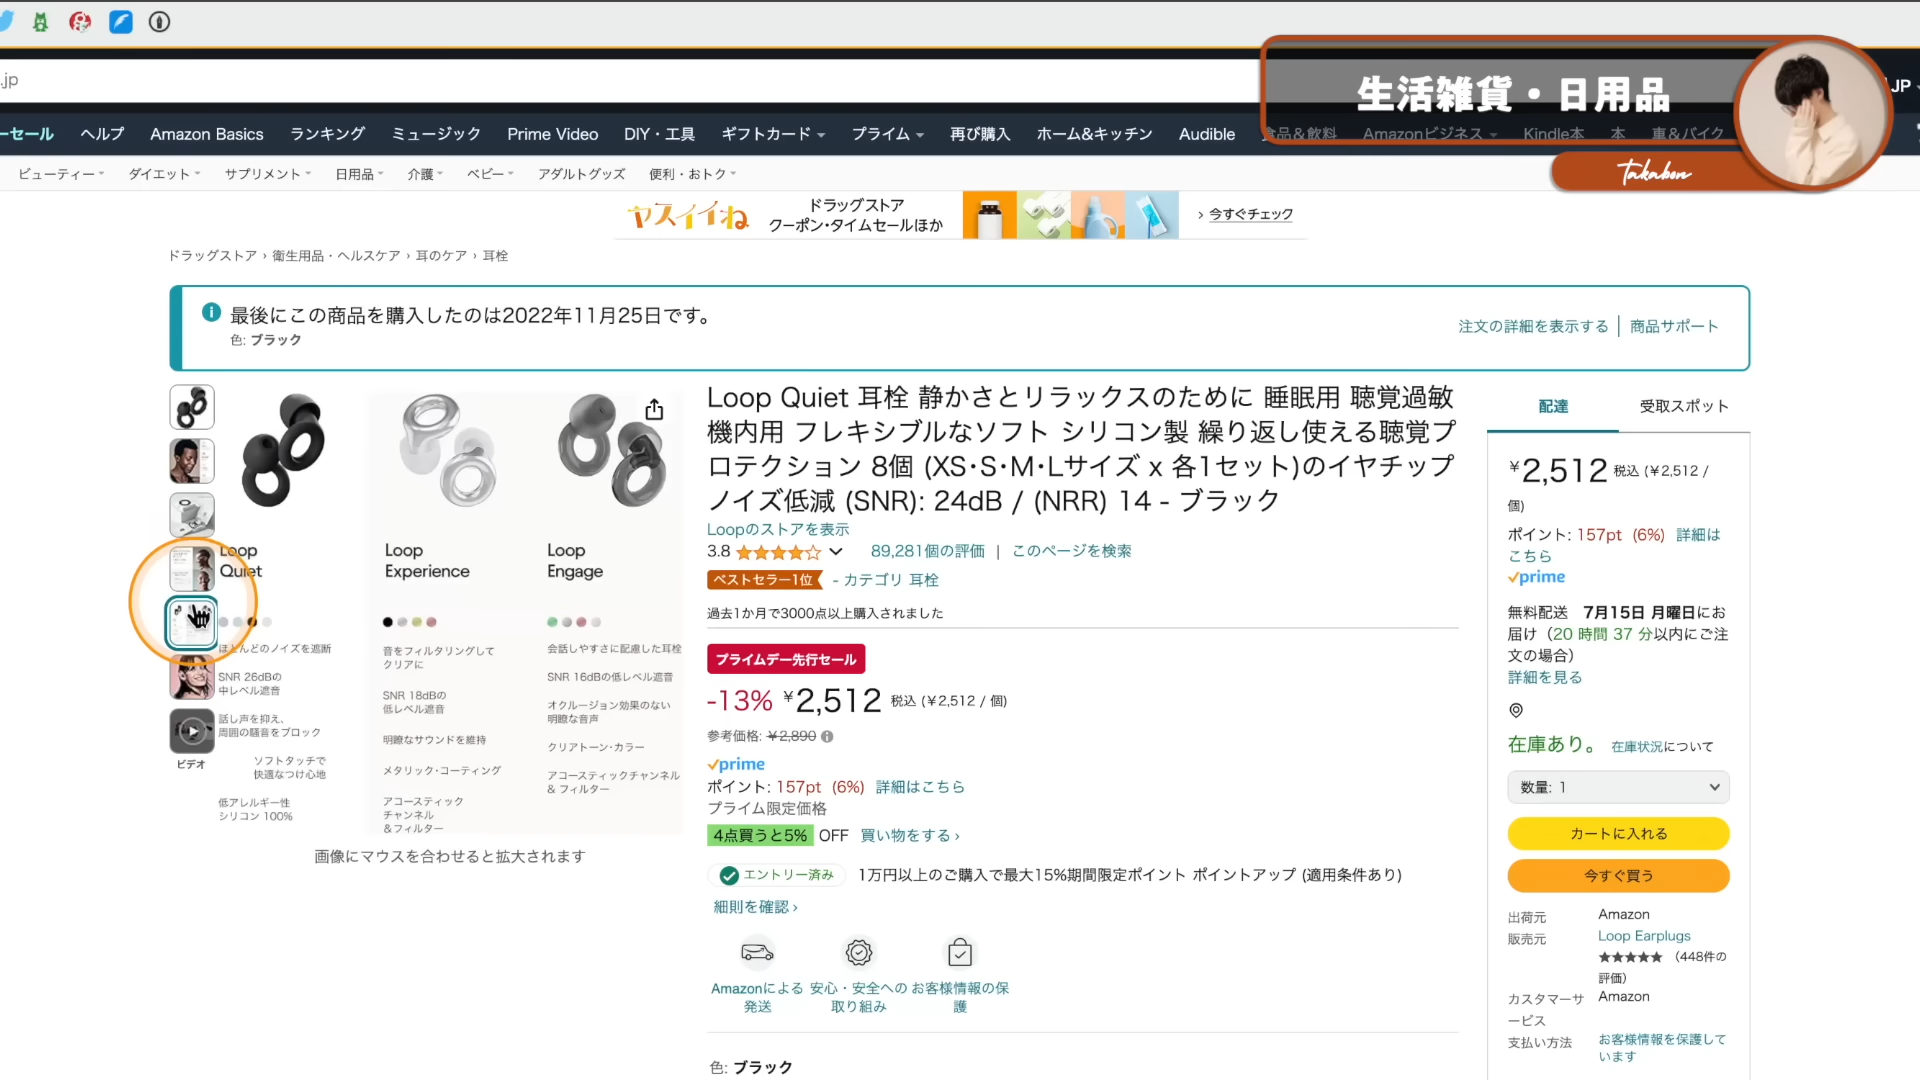 .jp
生活雑貨・日用品
JP
Takabon
ーセール ヘルプ Amazon Basics ランキング ミュージック Prime Video DIY・工具 ギフトカード プライム 再び購入 ホーム&キッチン Audible 食品&飲料 Amazonビジネス Kindle本 本 車&バイク
ビューティー ダイエット サプリメント 日用品 介護 ベビー アダルトグッズ 便利・おトク
ヤスイイね
ドラッグストア
クーポン・タイムセールほか
› 今すぐチェック
ドラッグストア › 衛生用品・ヘルスケア › 耳のケア › 耳栓
最後にこの商品を購入したのは2022年11月25日です。
色: ブラック
注文の詳細を表示する
商品サポート
Loop
Quiet
ほとんどのノイズを遮断
SNR 26dBの
中レベル遮音
話し声を抑え、
周囲の騒音をブロック
ソフトタッチで
快適なつけ心地
低アレルギー性
シリコン 100%
ビデオ
Loop
Experience
音をフィルタリングして
クリアに
SNR 18dBの
低レベル遮音
明瞭なサウンドを維持
メタリック・コーティング
アコースティック
チャンネル
&フィルター
Loop
Engage
会話しやすさに配慮した耳栓
SNR 16dBの低レベル遮音
オクルージョン効果のない
明瞭な音声
クリアトーン・カラー
アコースティックチャンネル
& フィルター
画像にマウスを合わせると拡大されます
Loop Quiet 耳栓 静かさとリラックスのために 睡眠用 聴覚過敏
機内用 フレキシブルなソフト シリコン製 繰り返し使える聴覚プ
ロテクション 8個 (XS・S・M・Lサイズ x 各1セット)のイヤチップ
ノイズ低減 (SNR): 24dB / (NRR) 14 - ブラック
Loopのストアを表示
3.8 89,281個の評価 | このページを検索
ベストセラー1位 - カテゴリ 耳栓
過去1か月で3000点以上購入されました
プライムデー先行セール
-13% ¥2,512 税込 (¥2,512 / 個)
参考価格: ¥2,890
prime
ポイント: 157pt (6%) 詳細はこちら
プライム限定価格
4点買うと5% OFF 買い物をする ›
エントリー済み 1万円以上のご購入で最大15%期間限定ポイント ポイントアップ (適用条件あり)
細則を確認 ›
Amazonによる
発送
安心・安全への
取り組み
お客様情報の保
護
色: ブラック
配達
受取スポット
¥2,512 税込 (¥2,512 /
個)
ポイント: 157pt (6%) 詳細は
こちら
prime
無料配送 7月15日 月曜日にお
届け（20 時間 37 分以内にご注
文の場合）
詳細を見る
在庫あり。 在庫状況について
数量: 1
カートに入れる
今すぐ買う
出荷元 Amazon
販売元 Loop Earplugs
★★★★★ （448件の
評価）
カスタマーサ
ービス
Amazon
支払い方法
お客様情報を保護して
います